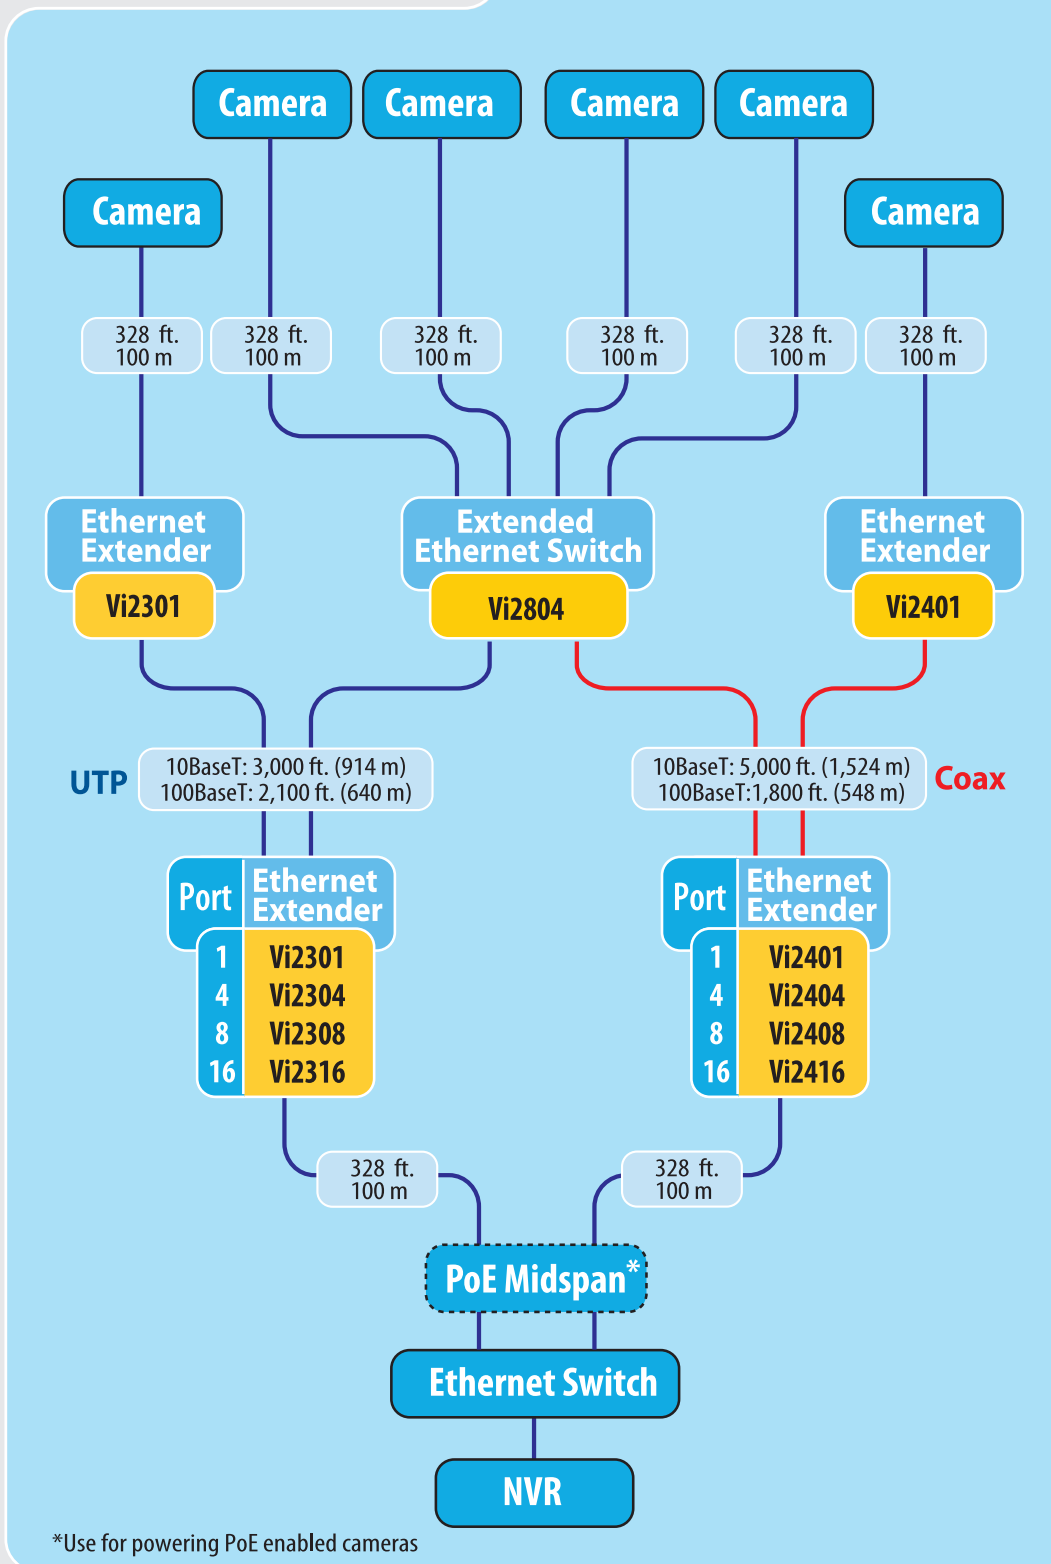 Camera
Camera
Camera
Camera
Camera
Camera
328 ft.
100 m
328 ft.
100 m
328 ft.
100 m
328 ft.
100 m
328 ft.
100 m
328 ft.
100 m
Ethernet
Extender
Vi2301
Extended
Ethernet Switch
Vi2804
Ethernet
Extender
Vi2401
UTP
10BaseT: 3,000 ft. (914 m)
100BaseT: 2,100 ft. (640 m)
10BaseT: 5,000 ft. (1,524 m)
100BaseT:1,800 ft. (548 m)
Coax
Port
Ethernet
Extender
1 Vi2301
4 Vi2304
8 Vi2308
16 Vi2316
Port
Ethernet
Extender
1 Vi2401
4 Vi2404
8 Vi2408
16 Vi2416
328 ft.
100 m
328 ft.
100 m
PoE Midspan*
Ethernet Switch
NVR
*Use for powering PoE enabled cameras